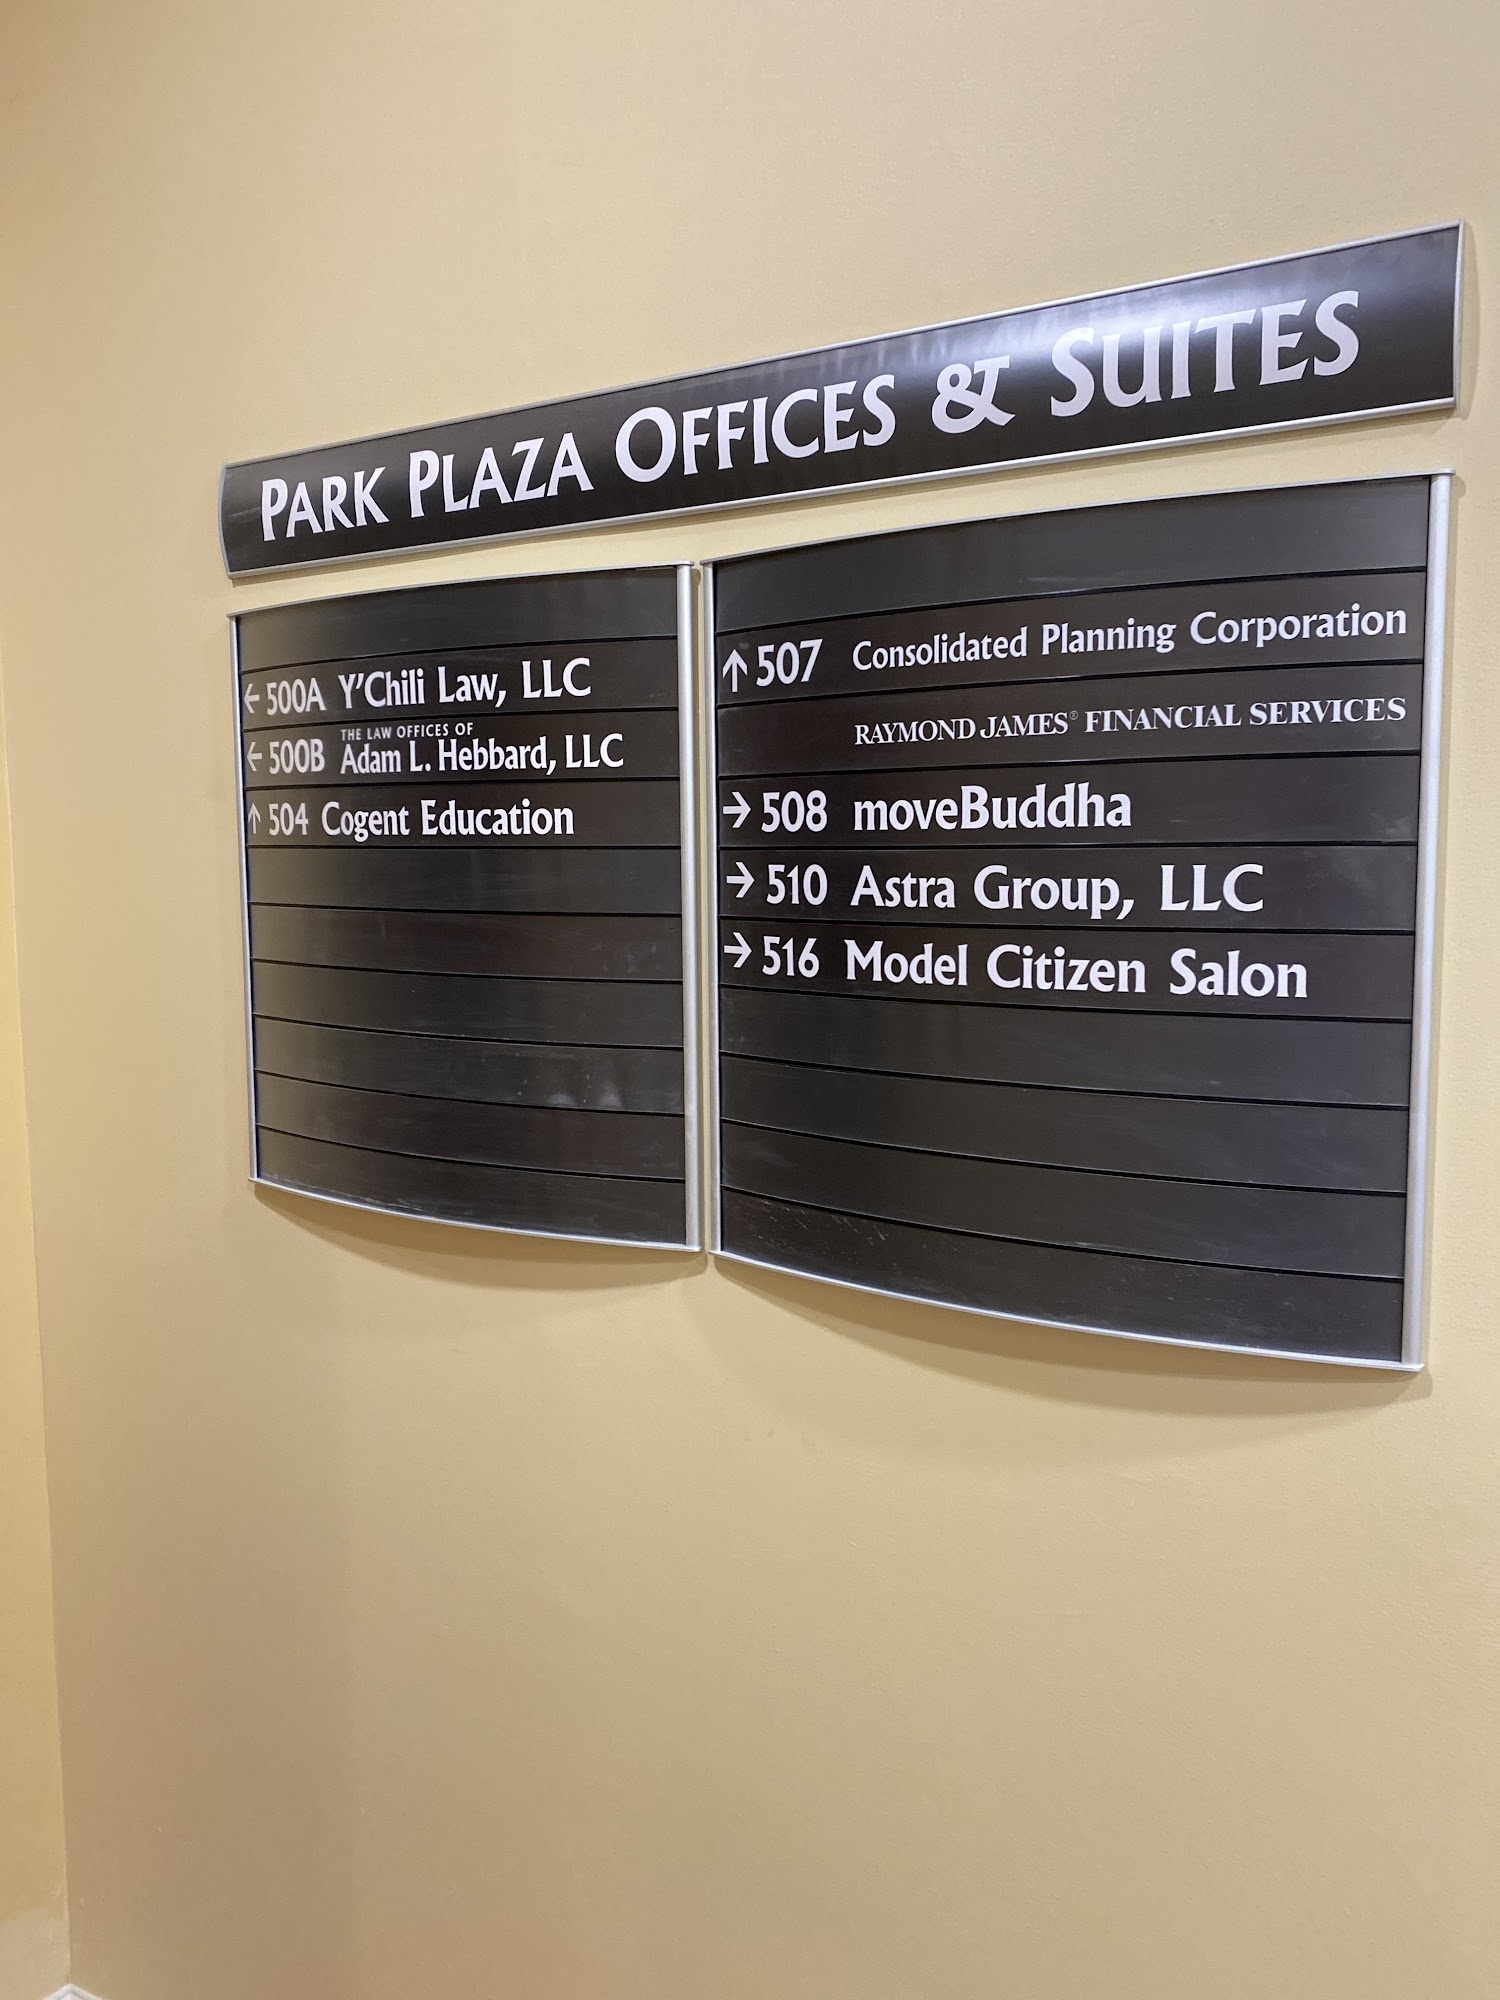 PARK PLAZA OFFICES & SUITES
← 500A Y'Chili Law, LLC
THE LAW OFFICES OF
← 500B Adam L. Hebbard, LLC
↑ 504 Cogent Education
↑ 507 Consolidated Planning Corporation
RAYMOND JAMES® FINANCIAL SERVICES
→ 508 moveBuddha
→ 510 Astra Group, LLC
→ 516 Model Citizen Salon